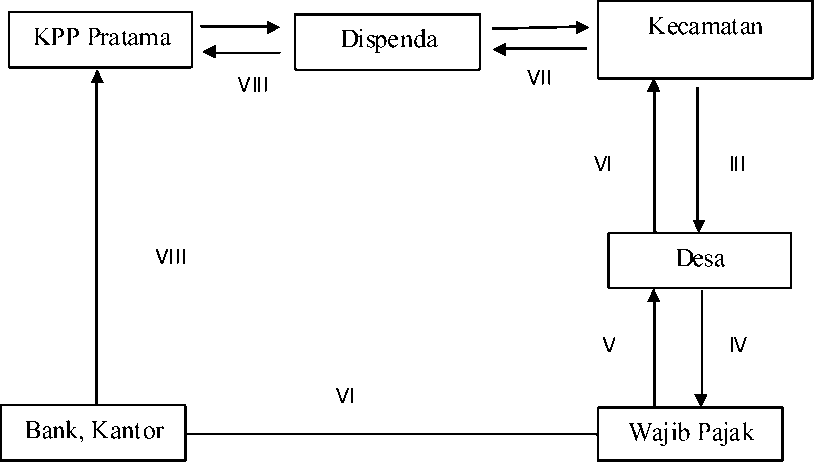 KPP Pratama
Dispenda
Kecamatan
VIII
VII
VI
III
Desa
VIII
V
IV
VI
Bank, Kantor
Wajib Pajak